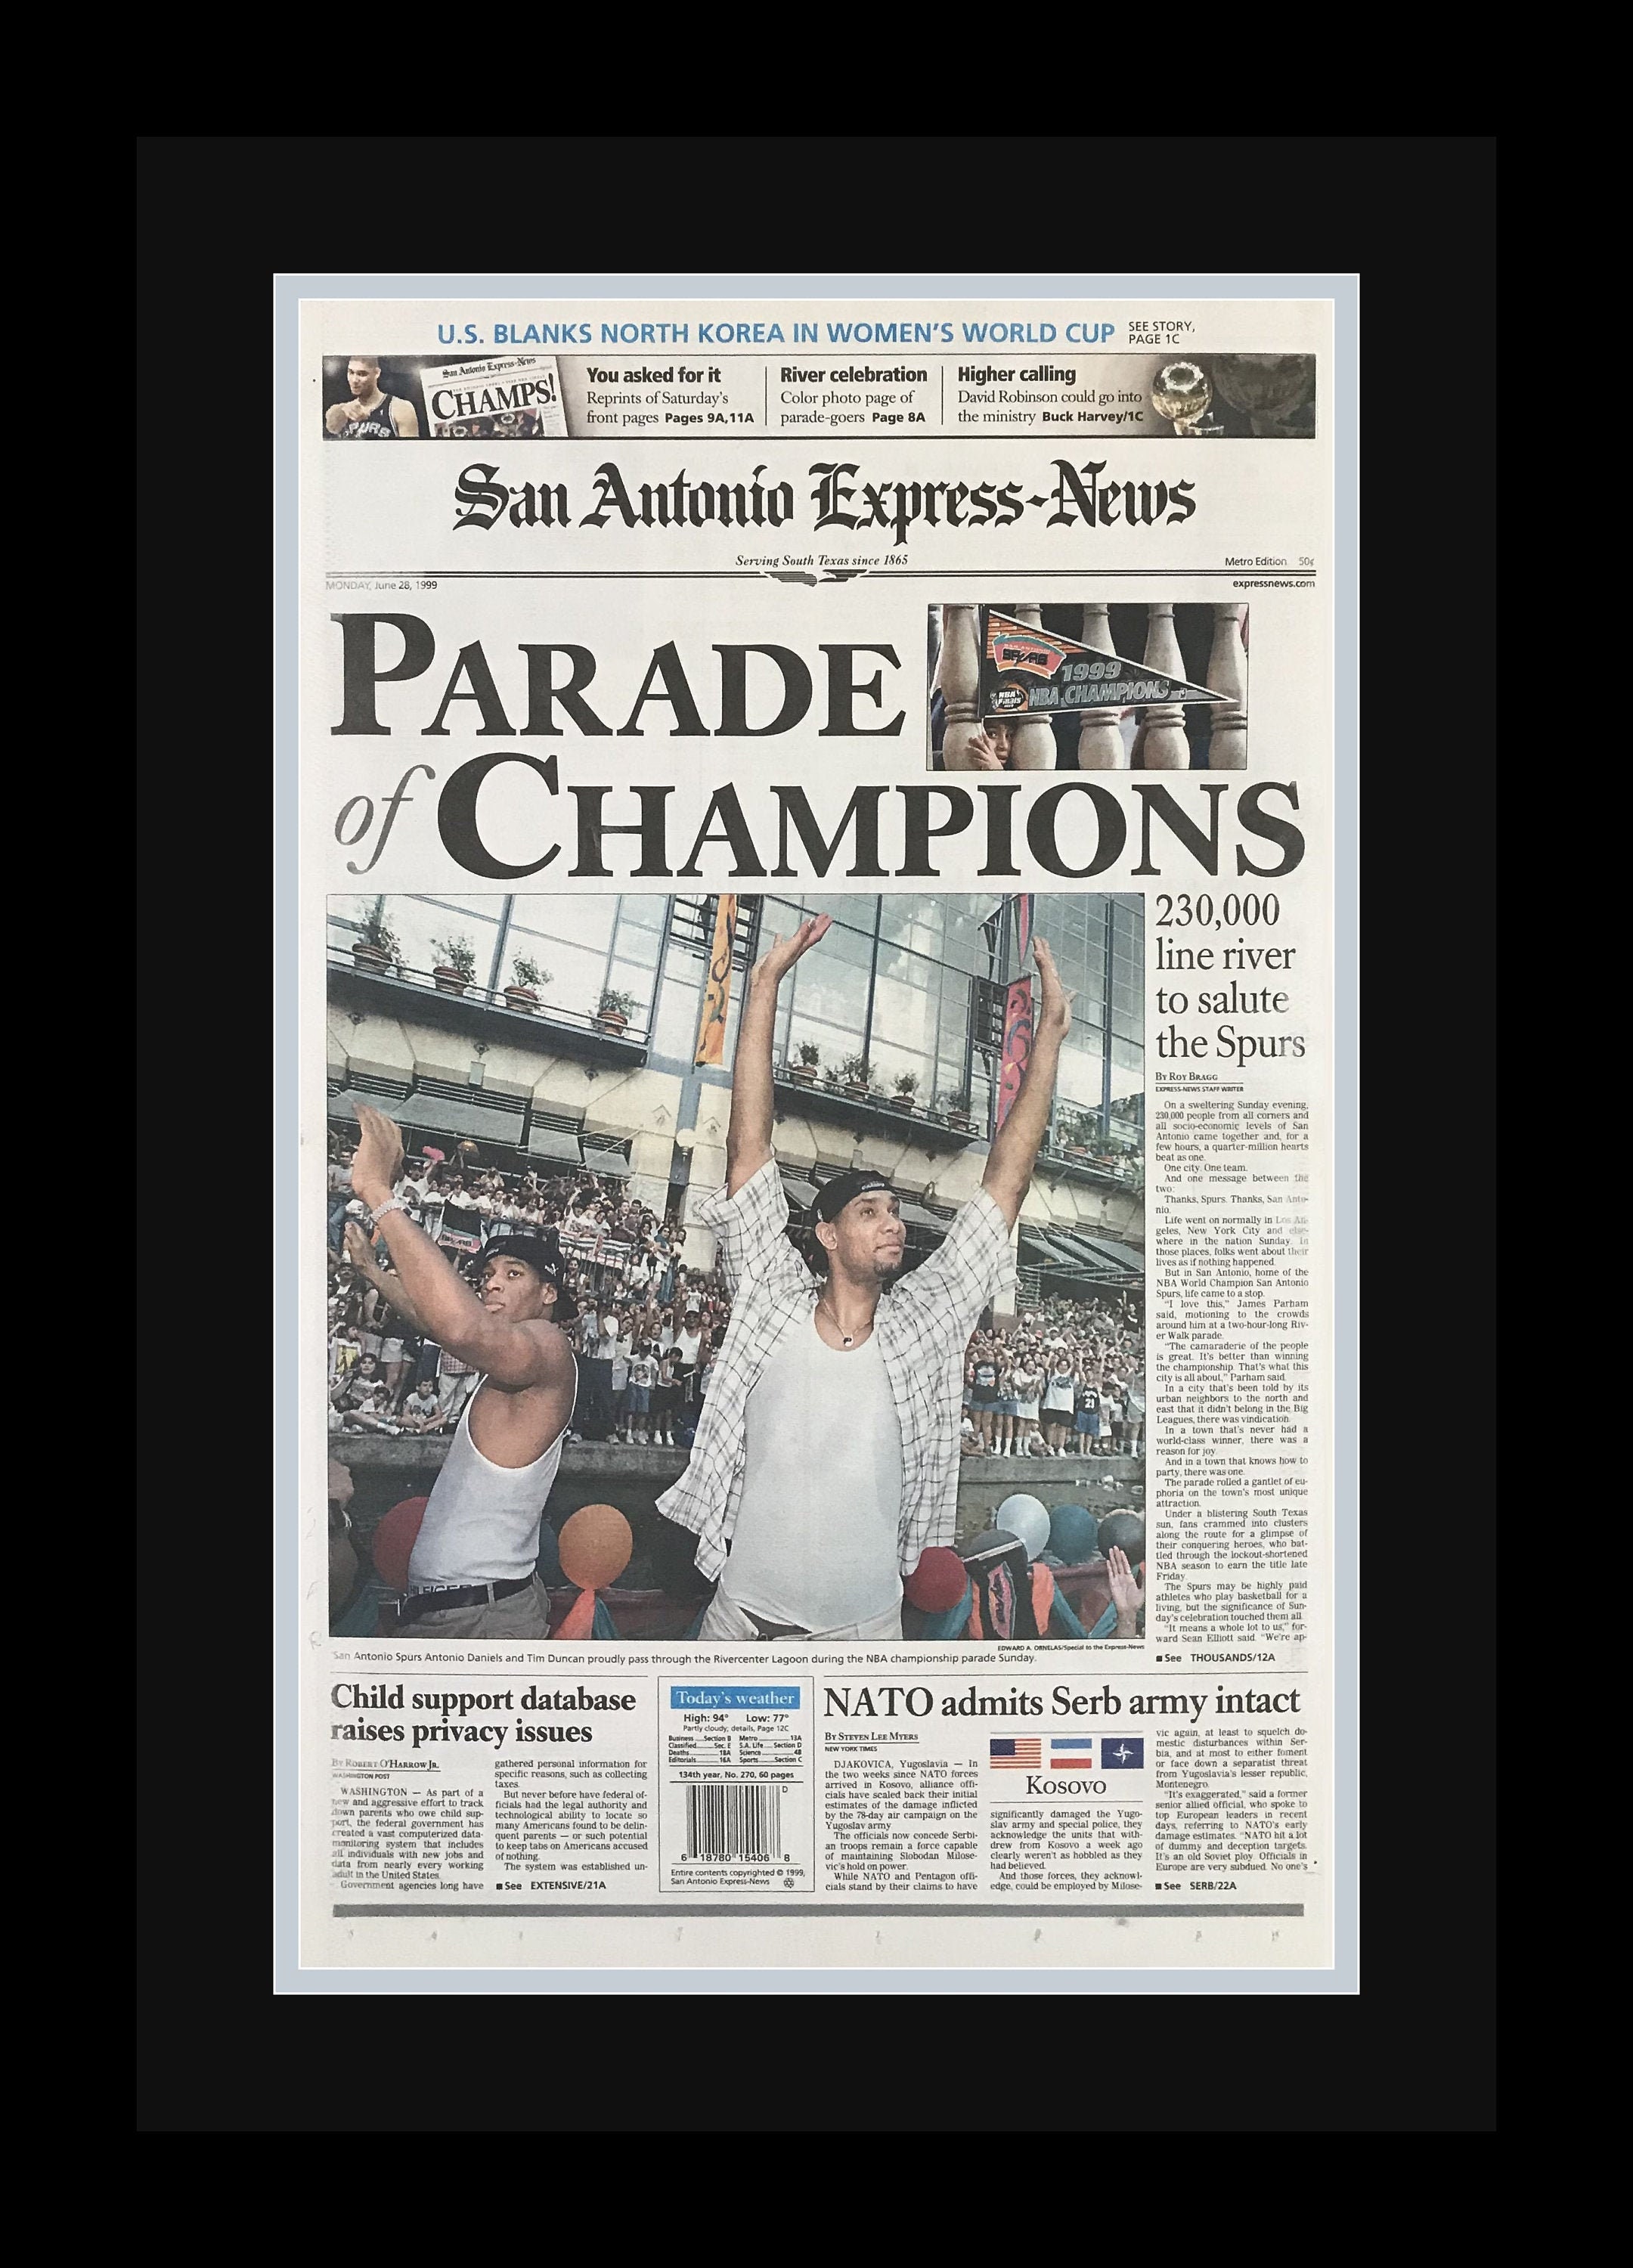 U.S. BLANKS NORTH KOREA IN WOMEN'S WORLD CUP
SEE STORY,
PAGE 1C
San Antonio Express-News
CHAMPS!
SPURS
You asked for it
Reprints of Saturday's
front pages Pages 9A,11A
River celebration
Color photo page of
parade-goers Page 8A
Higher calling
David Robinson could go into
the ministry Buck Harvey/1C
San Antonio Express-News
Serving South Texas since 1865
Metro Edition 50¢
MONDAY, June 28, 1999
expressnews.com
PARADE
of CHAMPIONS
SPURS
1999
NBA CHAMPIONS
NBA
FINALS
230,000
line river
to salute
the Spurs
BY ROY BRAGG
EXPRESS-NEWS STAFF WRITER
On a sweltering Sunday evening,
230,000 people from all corners and
all socio-economic levels of San
Antonio came together and, for a
few hours, a quarter-million hearts
beat as one.
One city. One team.
And one message between the
two:
Thanks, Spurs. Thanks, San Anto-
nio.
Life went on normally in Los An-
geles, New York City and else-
where in the nation Sunday. In
those places, folks went about their
lives as if nothing happened.
But in San Antonio, home of the
NBA World Champion San Antonio
Spurs, life came to a stop.
"I love this," James Parham
said, motioning to the crowds
around him at a two-hour-long Riv-
er Walk parade.
"The camaraderie of the people
is great. It's better than winning
the championship. That's what this
city is all about," Parham said.
In a city that's been told by its
urban neighbors to the north and
east that it didn't belong in the Big
Leagues, there was vindication.
In a town that's never had a
world-class winner, there was a
reason for joy.
And in a town that knows how to
party, there was one.
The parade rolled a gantlet of eu-
phoria on the town's most unique
attraction.
Under a blistering South Texas
sun, fans crammed into clusters
along the route for a glimpse of
their conquering heroes, who bat-
tled through the lockout-shortened
NBA season to earn the title late
Friday.
The Spurs may be highly paid
athletes who play basketball for a
living, but the significance of Sun-
day's celebration touched them all.
"It means a whole lot to us," for-
ward Sean Elliott said. "We're ap-
■ See THOUSANDS/12A
21
HILFIGER
EDWARD A. ORNELAS/Special to the Express-News
San Antonio Spurs Antonio Daniels and Tim Duncan proudly pass through the Rivercenter Lagoon during the NBA championship parade Sunday.
Child support database
raises privacy issues
BY ROBERT O'HARROW JR.
WASHINGTON POST
WASHINGTON — As part of a
new and aggressive effort to track
down parents who owe child sup-
port, the federal government has
created a vast computerized data-
monitoring system that includes
all individuals with new jobs and
data from nearly every working
adult in the United States.
Government agencies long have
gathered personal information for
specific reasons, such as collecting
taxes.
But never before have federal of-
ficials had the legal authority and
technological ability to locate so
many Americans found to be delin-
quent parents — or such potential
to keep tabs on Americans accused
of nothing.
The system was established un-
■ See EXTENSIVE/21A
Today's weather
High: 94° Low: 77°
Partly cloudy; details, Page 12C
Business Section B Metro 13A
Classified Sec. E S.A. Life Section D
Deaths 18A Science 4B
Editorials 16A Sports Section C
134th year, No. 270, 60 pages
D
6 18780 15406 8
Entire contents copyrighted © 1999,
San Antonio Express-News
NATO admits Serb army intact
BY STEVEN LEE MYERS
NEW YORK TIMES
DJAKOVICA, Yugoslavia — In
the two weeks since NATO forces
arrived in Kosovo, alliance offi-
cials have scaled back their initial
estimates of the damage inflicted
by the 78-day air campaign on the
Yugoslav army.
The officials now concede Serbi-
an troops remain a force capable
of maintaining Slobodan Milose-
vic's hold on power.
While NATO and Pentagon offi-
cials stand by their claims to have
Kosovo
significantly damaged the Yugo-
slav army and special police, they
acknowledge the units that with-
drew from Kosovo a week ago
clearly weren't as hobbled as they
had believed.
And those forces, they acknowl-
edge, could be employed by Milose-
vic again, at least to squelch do-
mestic disturbances within Ser-
bia, and at most to either foment
or face down a separatist threat
from Yugoslavia's lesser republic,
Montenegro.
"It's exaggerated," said a former
senior allied official, who spoke to
top European leaders in recent
days, referring to NATO's early
damage estimates. "NATO hit a lot
of dummy and deception targets.
It's an old Soviet ploy. Officials in
Europe are very subdued. No one's
■ See SERB/22A